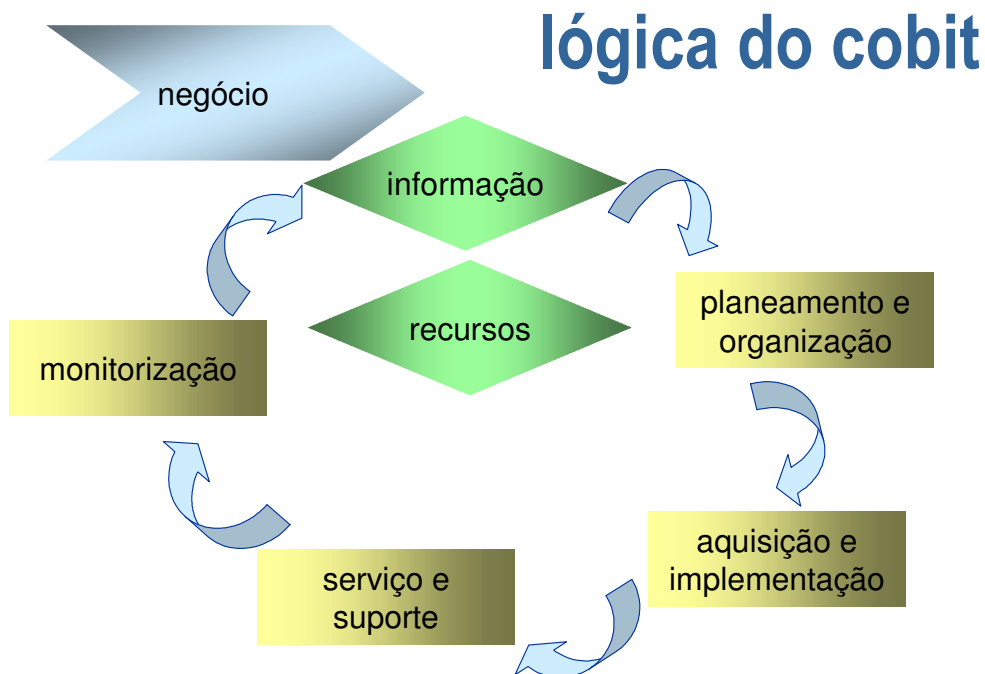 lógica do cobit
negócio
informação
recursos
planeamento e
organização
monitorização
aquisição e
implementação
serviço e
suporte